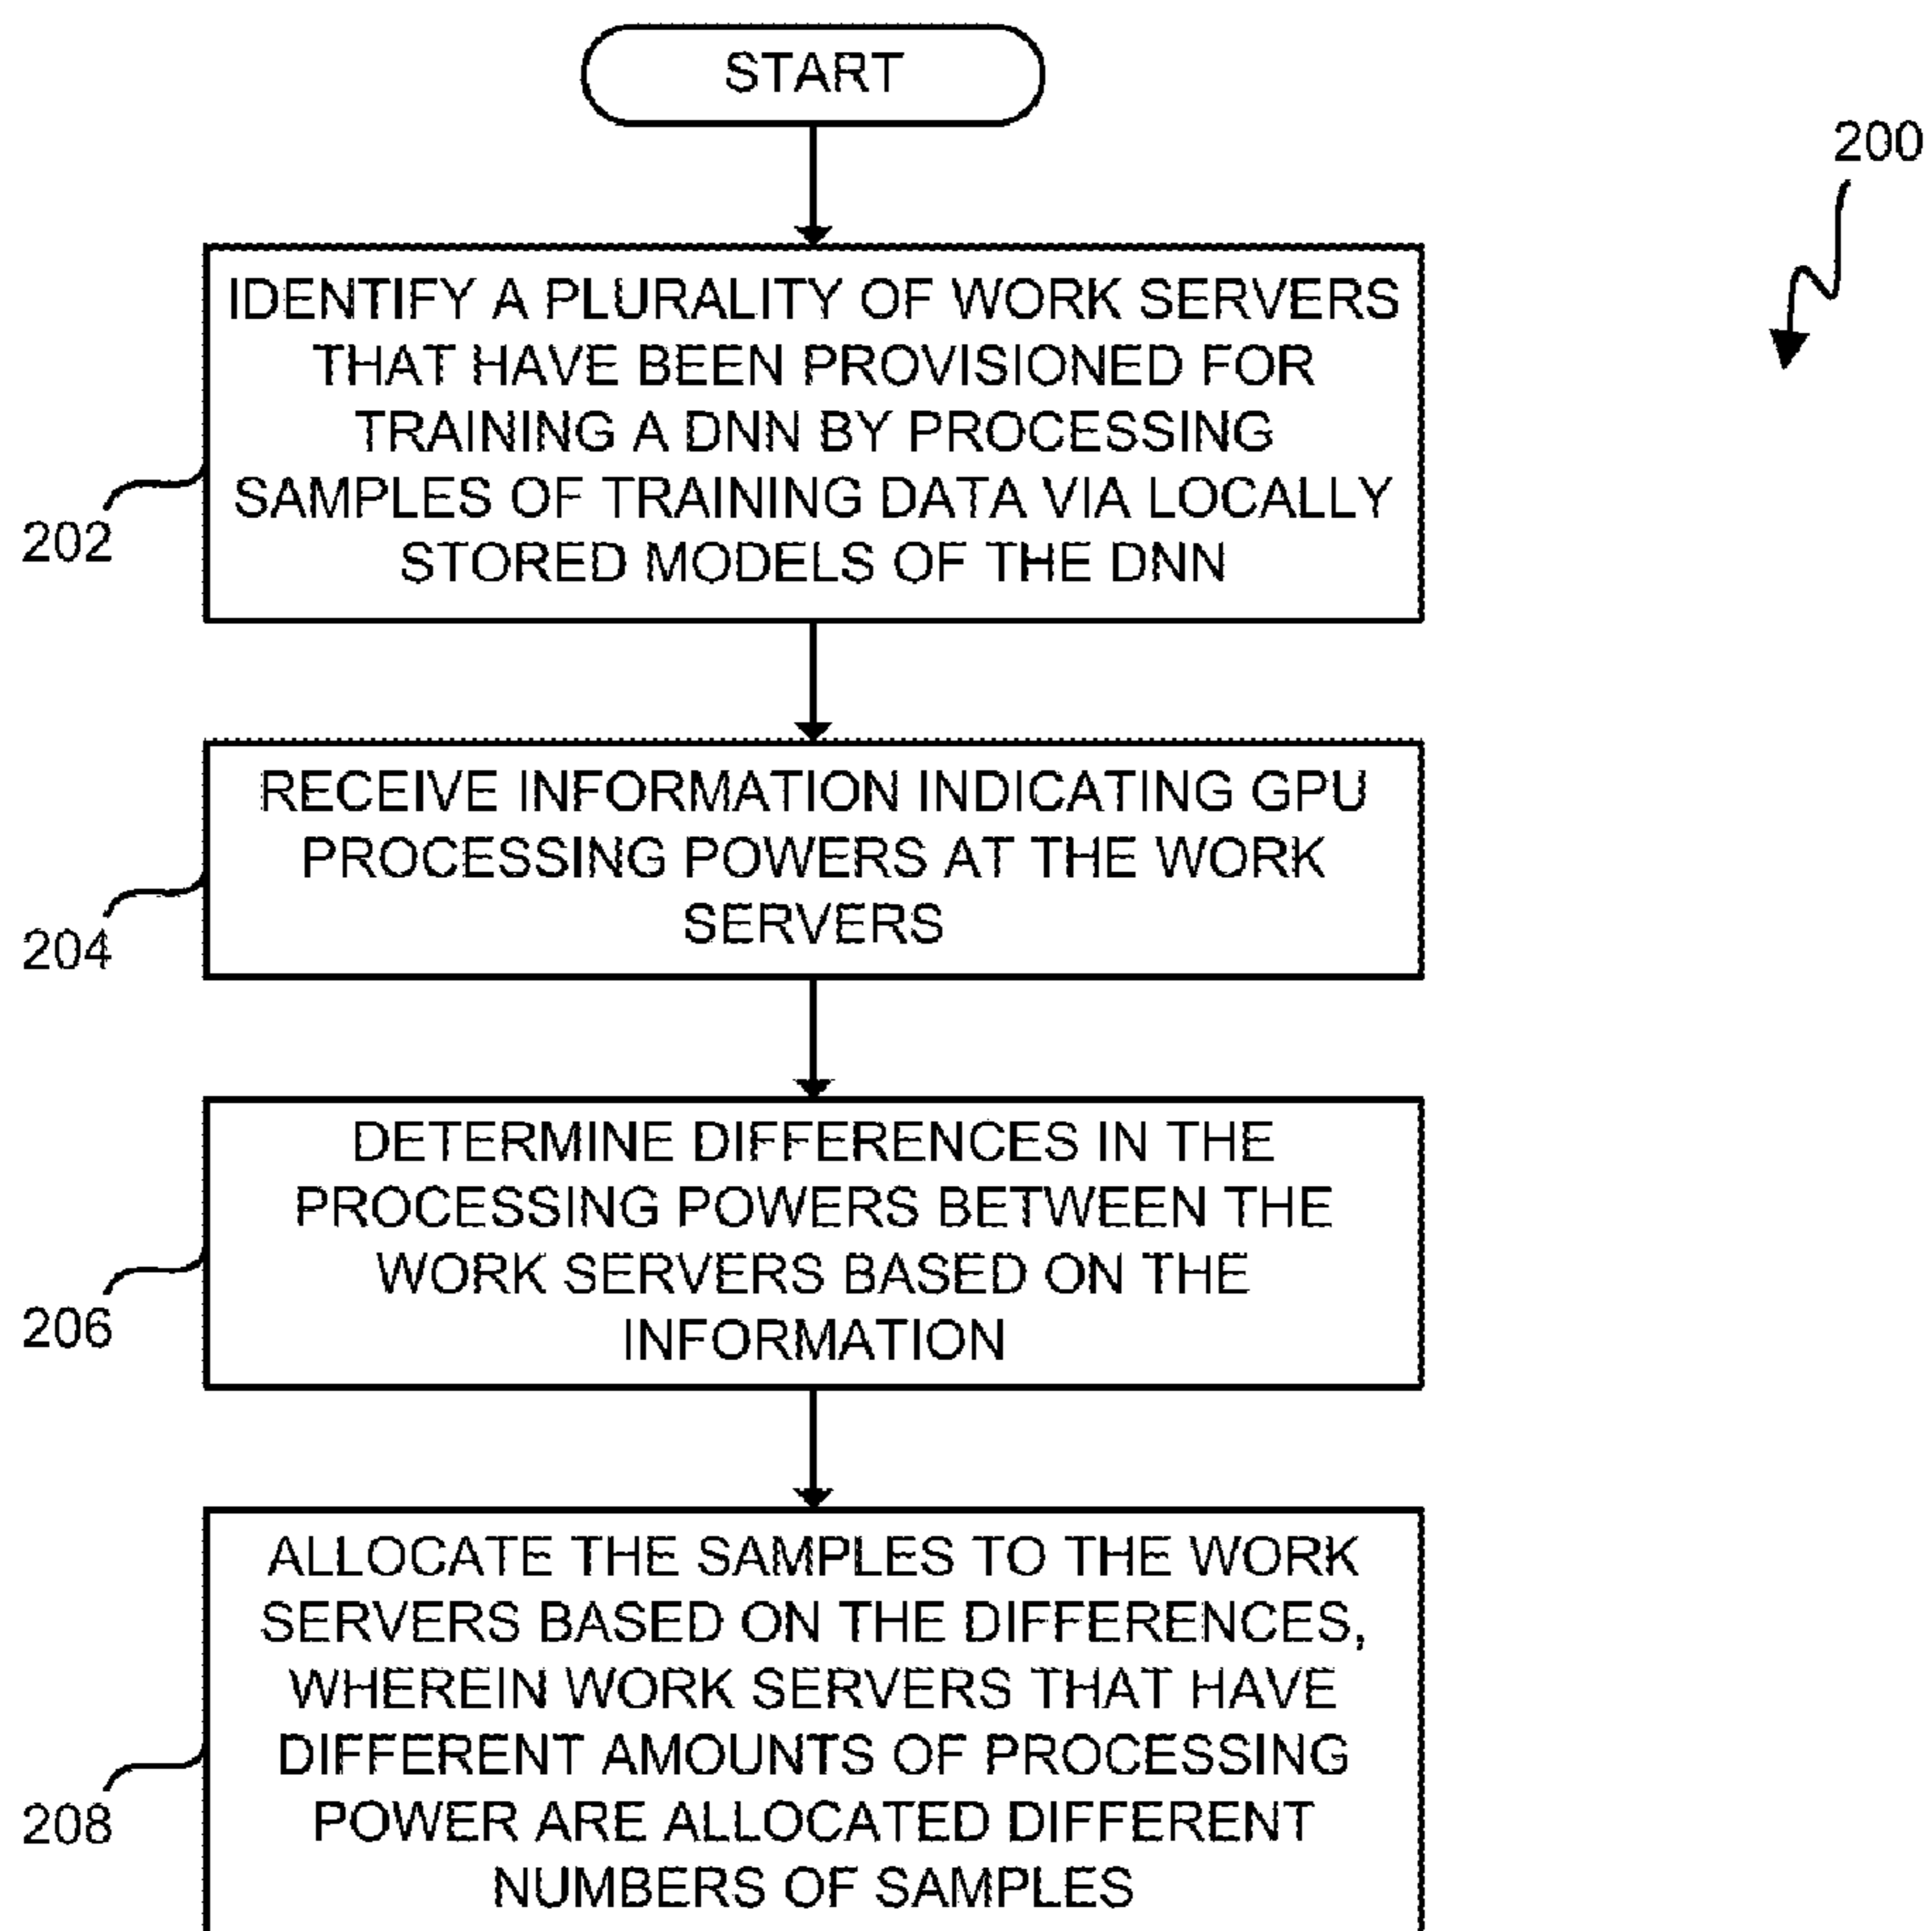 START
200
IDENTIFY A PLURALITY OF WORK SERVERS
THAT HAVE BEEN PROVISIONED FOR
TRAINING A DNN BY PROCESSING
SAMPLES OF TRAINING DATA VIA LOCALLY
STORED MODELS OF THE DNN
202
RECEIVE INFORMATION INDICATING GPU
PROCESSING POWERS AT THE WORK
SERVERS
204
DETERMINE DIFFERENCES IN THE
PROCESSING POWERS BETWEEN THE
WORK SERVERS BASED ON THE
INFORMATION
206
ALLOCATE THE SAMPLES TO THE WORK
SERVERS BASED ON THE DIFFERENCES,
WHEREIN WORK SERVERS THAT HAVE
DIFFERENT AMOUNTS OF PROCESSING
POWER ARE ALLOCATED DIFFERENT
NUMBERS OF SAMPLES
208